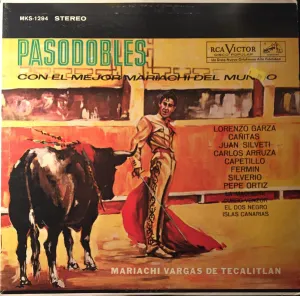 MKS-1294 STEREO
RCA VICTOR
PASODOBLES
CON EL MEJOR MARIACHI DEL MUNDO
LORENZO GARZA
CAÑITAS
JUAN SILVETI
CARLOS ARRUZA
CAPETILLO
FERMIN
SILVERIO
PEPE ORTIZ
EL DOS NEGRO
ISLAS CANARIAS
MARIACHI VARGAS DE TECALITLAN